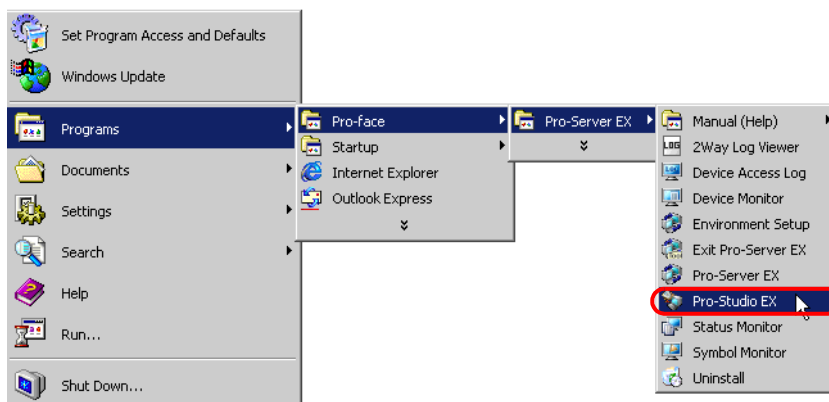 Set Program Access and Defaults
Windows Update
Programs
Documents
Settings
Search
Help
Run...
Shut Down...
Pro-face
Startup
Internet Explorer
Outlook Express
Pro-Server EX
Manual (Help)
LOG
2Way Log Viewer
Device Access Log
Device Monitor
Environment Setup
Exit Pro-Server EX
Pro-Server EX
Pro-Studio EX
Status Monitor
Symbol Monitor
Uninstall